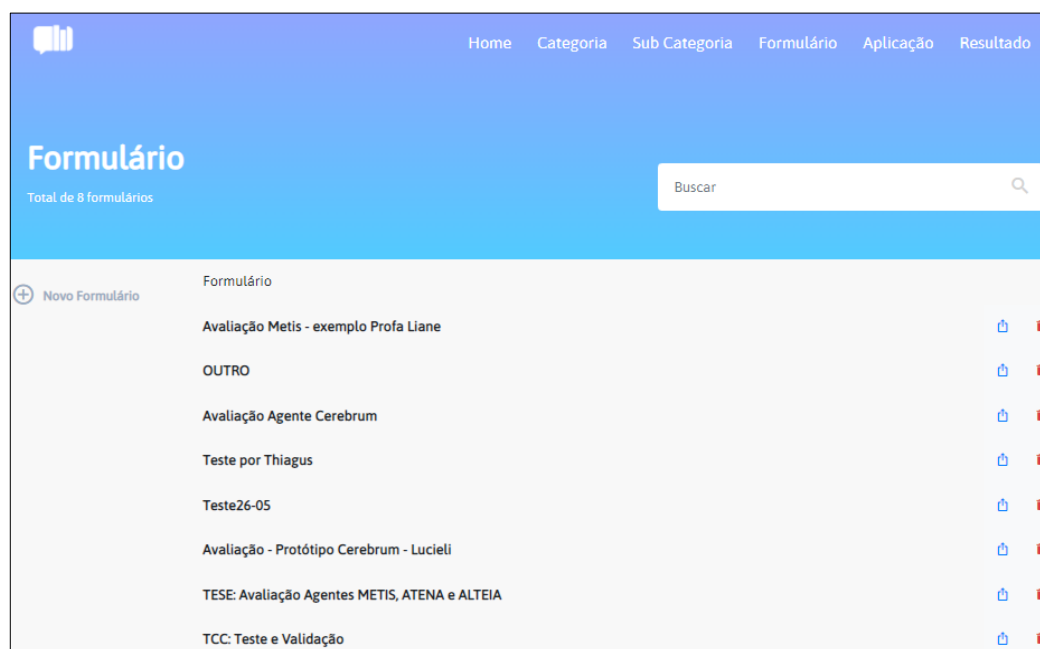 Home Categoria Sub Categoria Formulário Aplicação Resultado
Formulário
Total de 8 formulários
Buscar
Novo Formulário
Formulário
Avaliação Metis - exemplo Profa Liane
OUTRO
Avaliação Agente Cerebrum
Teste por Thiagus
Teste26-05
Avaliação - Protótipo Cerebrum - Lucieli
TESE: Avaliação Agentes METIS, ATENA e ALTEIA
TCC: Teste e Validação